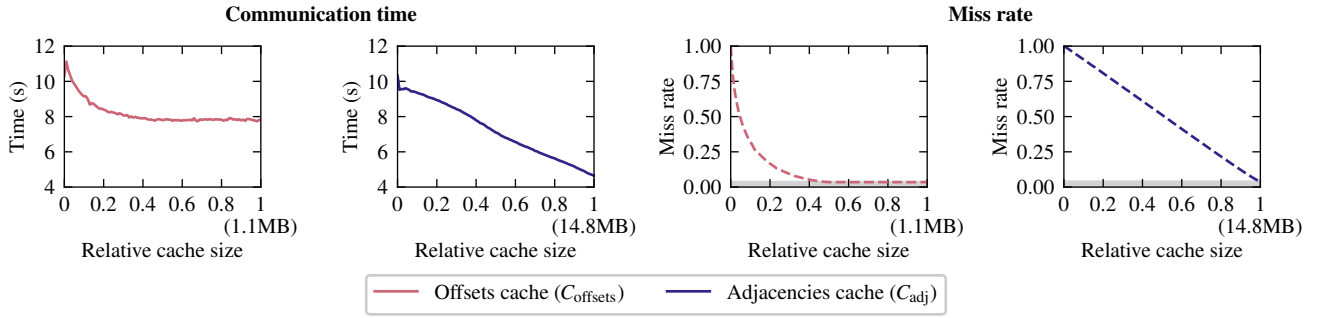 Communication time
Miss rate
12
10
8
6
4
Time (s)
0 0.2 0.4 0.6 0.8 1
(1.1MB)
Relative cache size
12
10
8
6
4
Time (s)
0 0.2 0.4 0.6 0.8 1
(14.8MB)
Relative cache size
1.00
0.75
0.50
0.25
0.00
Miss rate
0 0.2 0.4 0.6 0.8 1
(1.1MB)
Relative cache size
1.00
0.75
0.50
0.25
0.00
Miss rate
0 0.2 0.4 0.6 0.8 1
(14.8MB)
Relative cache size
Offsets cache (C_offsets)
Adjacencies cache (C_adj)